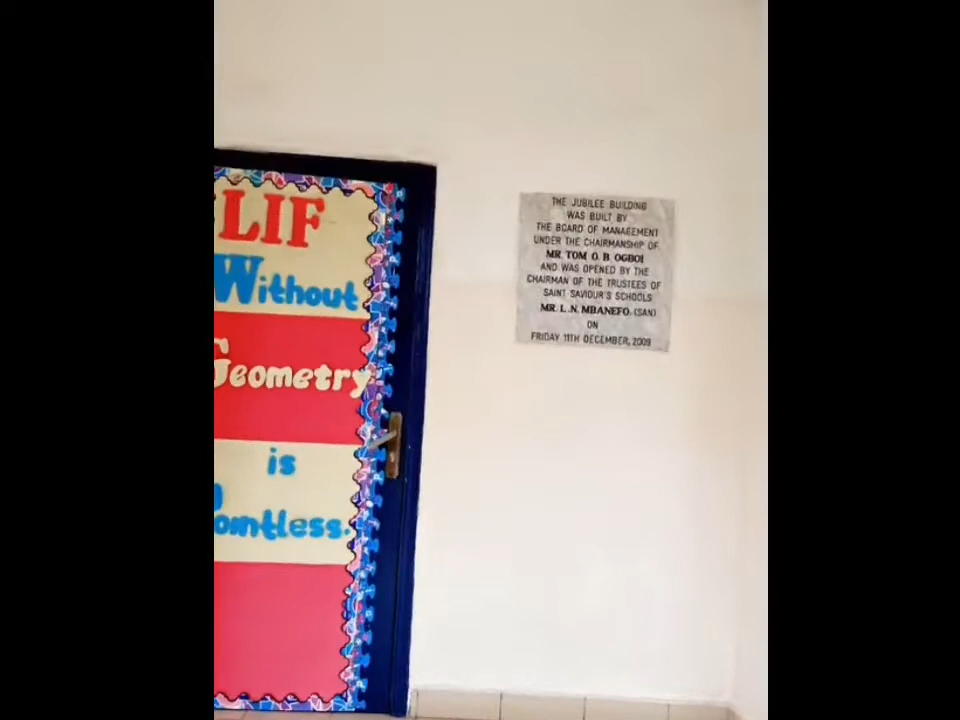 LIF
Without
Geometry
is
ointless.
THE JUBILEE BUILDING
WAS BUILT BY
THE BOARD OF MANAGEMENT
UNDER THE CHAIRMANSHIP OF
MR. TOM O. B. OGBOI
AND WAS OPENED BY THE
CHAIRMAN OF THE TRUSTEES OF
SAINT SAVIOUR'S SCHOOLS
MR. L. N. MBANEFO, (SAN)
ON
FRIDAY 11TH DECEMBER, 2009